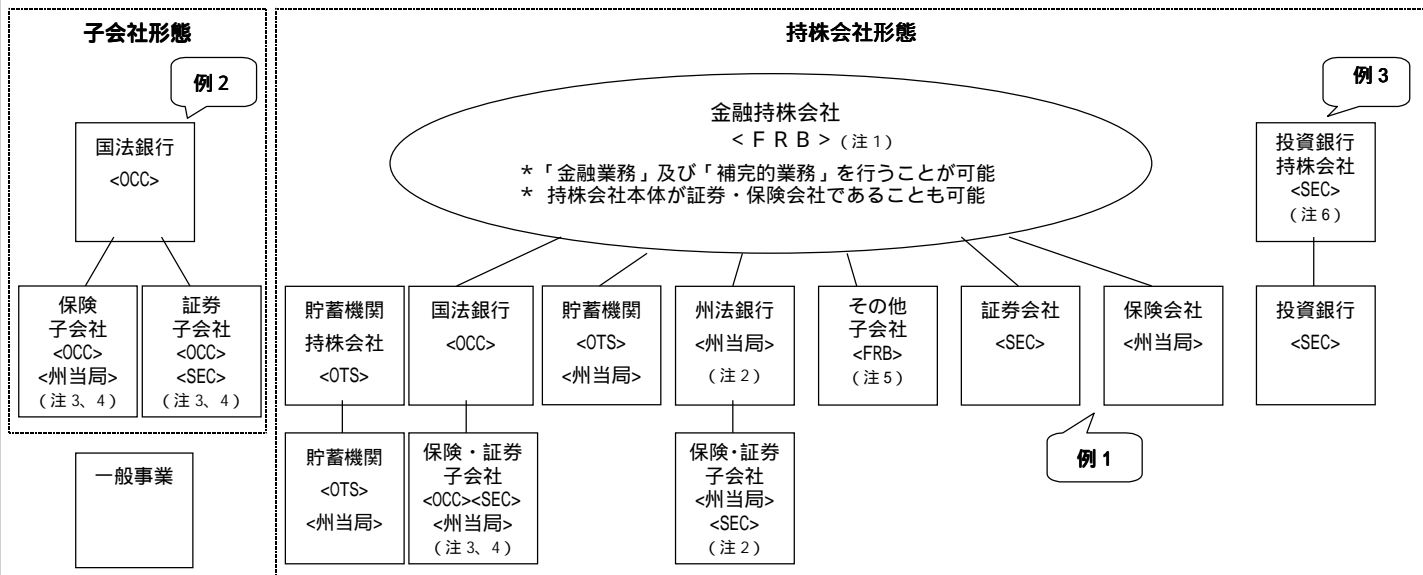 子会社形態
例2
国法銀行
<OCC>
保険
子会社
<OCC>
<州当局>
(注3、4)
証券
子会社
<OCC>
<SEC>
(注3、4)
一般事業
持株会社形態
金融持株会社
<FRB>(注1)
*「金融業務」及び「補完的業務」を行うことが可能
* 持株会社本体が証券・保険会社であることも可能
例3
投資銀行
持株会社
<SEC>
(注6)
貯蓄機関
持株会社
<OTS>
国法銀行
<OCC>
貯蓄機関
<OTS>
<州当局>
州法銀行
<州当局>
(注2)
その他
子会社
<FRB>
(注5)
証券会社
<SEC>
保険会社
<州当局>
投資銀行
<SEC>
例1
貯蓄機関
<OTS>
<州当局>
保険・証券
子会社
<OCC><SEC>
<州当局>
(注3、4)
保険・証券
子会社
<州当局>
<SEC>
(注2)